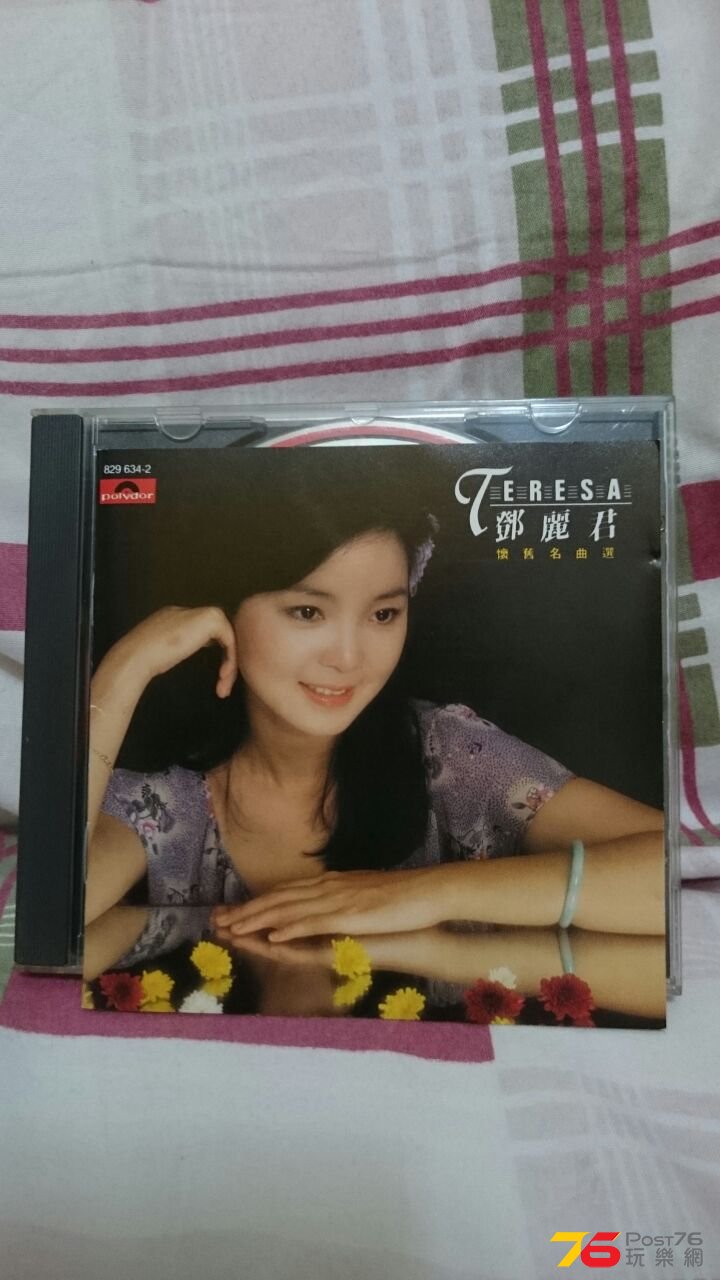 829 634-2
polydor
TERESA
鄧麗君
懷舊名曲選
76 Post76
玩樂網